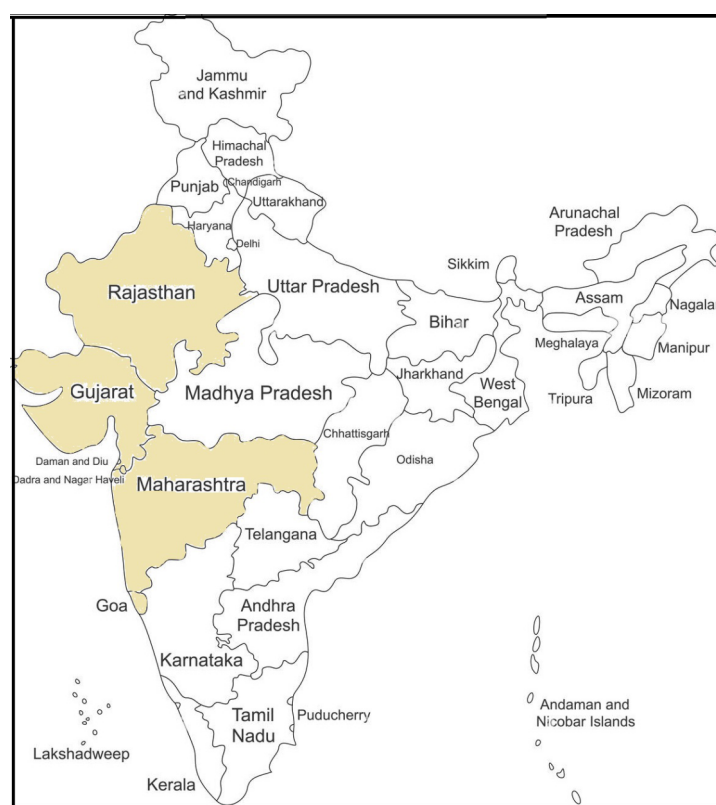 Jammu
and Kashmir
Himachal
Pradesh
Punjab
Chandigarh
Uttarakhand
Haryana
Delhi
Arunachal
Pradesh
Sikkim
Rajasthan
Uttar Pradesh
Assam
Nagalan
Bihar
Meghalaya
Manipur
Jharkhand
Gujarat
Madhya Pradesh
West
Bengal
Tripura
Mizoram
Chhattisgarh
Daman and Diu
Odisha
Dadra and Nagar Haveli
Maharashtra
Telangana
Goa
Andhra
Pradesh
Karnataka
Tamil
Nadu
Puducherry
Andaman and
Nicobar Islands
Lakshadweep
Kerala